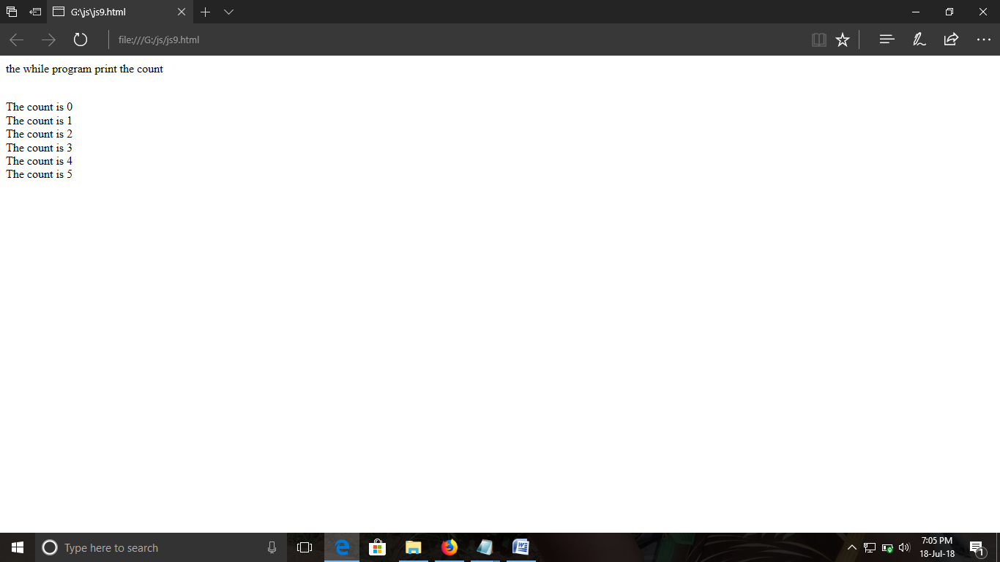 G:\js\js9.html
file:///G:/js/js9.html
the while program print the count
The count is 0
The count is 1
The count is 2
The count is 3
The count is 4
The count is 5
Type here to search
7:05 PM
18-Jul-18
1